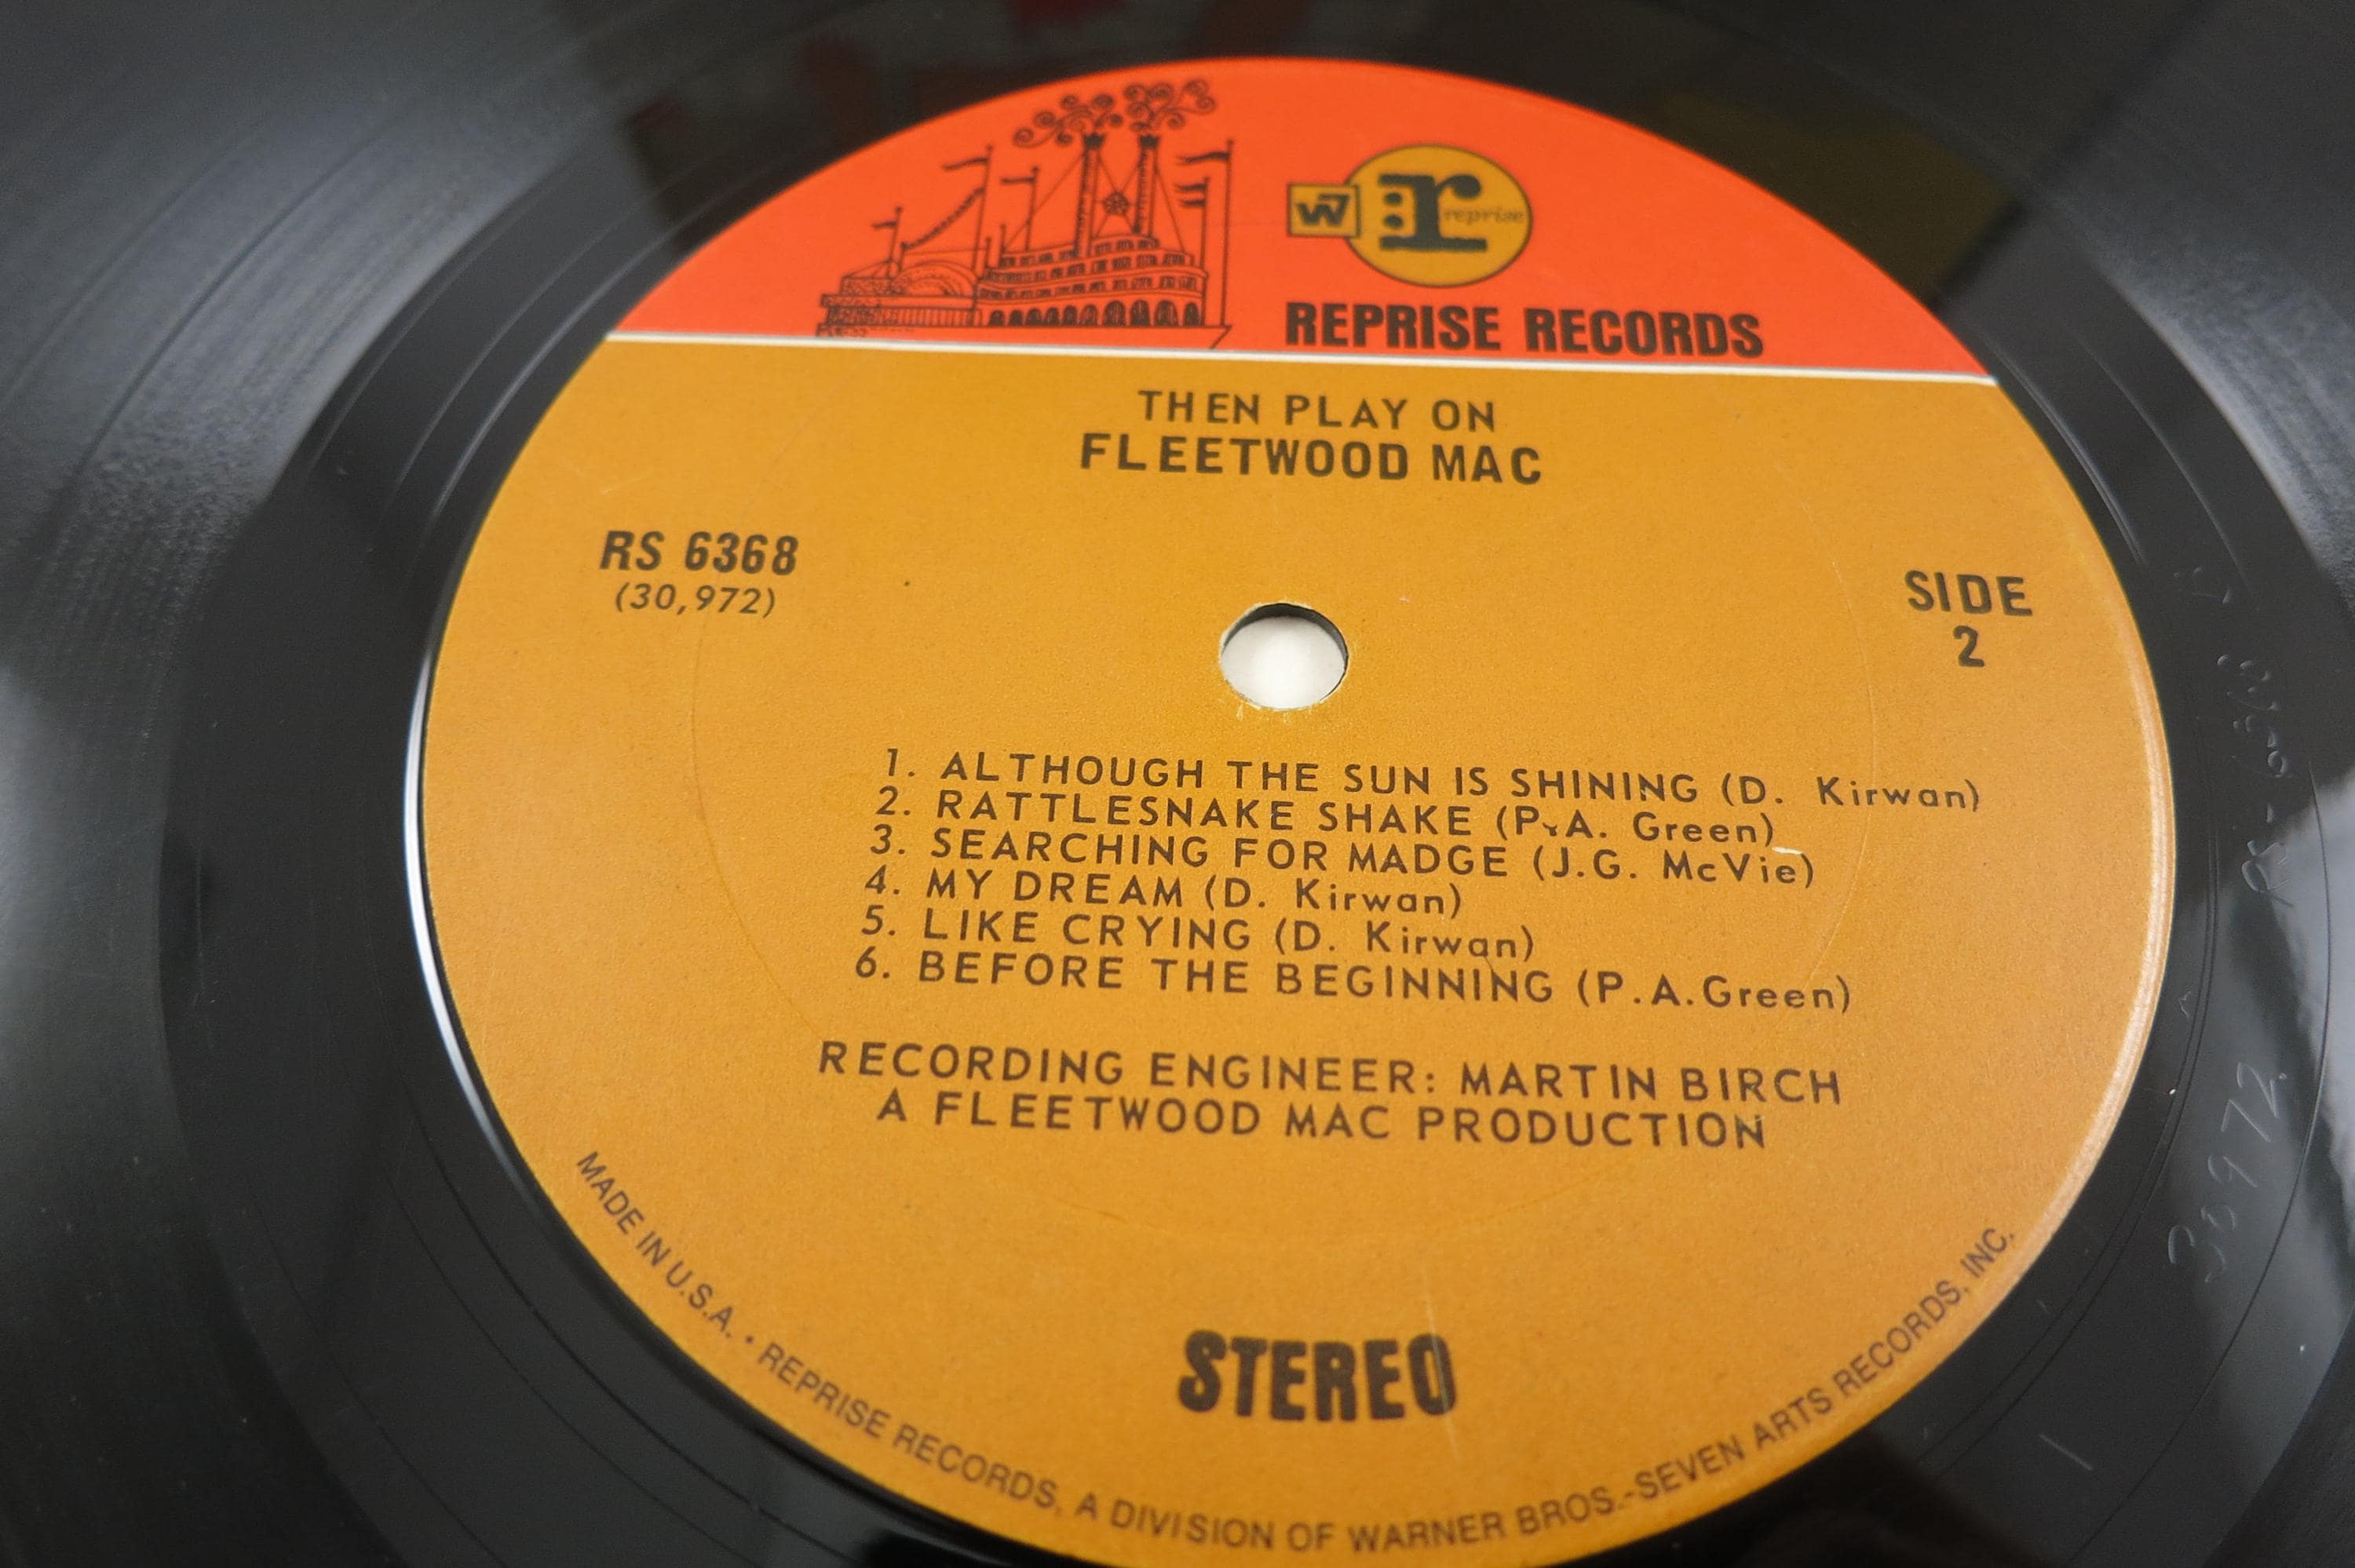 W7
r
reprise
REPRISE RECORDS
THEN PLAY ON
FLEETWOOD MAC
RS 6368
(30,972)
SIDE
2
1. ALTHOUGH THE SUN IS SHINING (D. Kirwan)
2. RATTLESNAKE SHAKE (P.A. Green)
3. SEARCHING FOR MADGE (J.G. McVie)
4. MY DREAM (D. Kirwan)
5. LIKE CRYING (D. Kirwan)
6. BEFORE THE BEGINNING (P.A.Green)
RECORDING ENGINEER: MARTIN BIRCH
A FLEETWOOD MAC PRODUCTION
STEREO
MADE IN U.S.A. • REPRISE RECORDS, A DIVISION OF WARNER BROS.-SEVEN ARTS RECORDS, INC.
30972